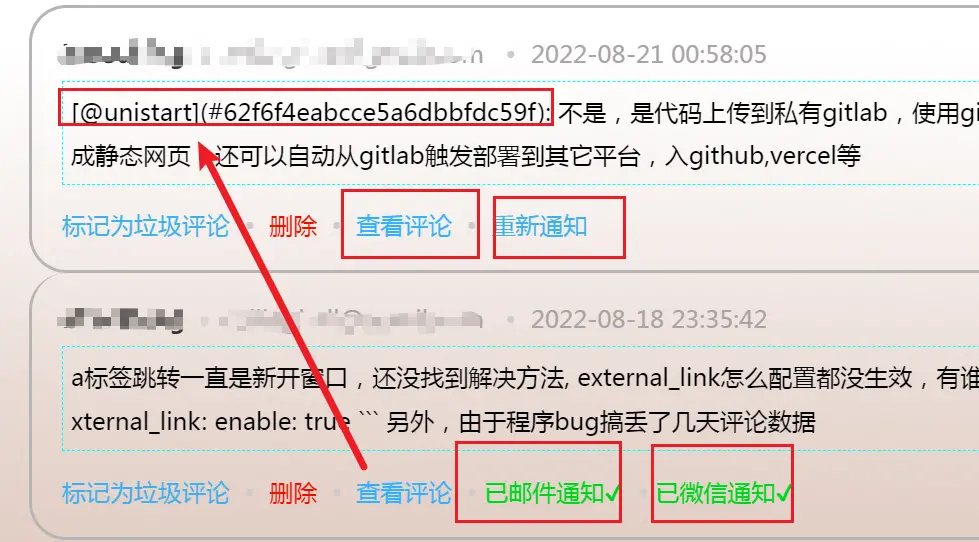 2022-08-21 00:58:05
[@unistart](#62f6f4eabcce5a6dbbfdc59f): 不是，是代码上传到私有gitlab，使用gi
成静态网页，还可以自动从gitlab触发部署到其它平台，入github,vercel等
标记为垃圾评论 • 删除 • 查看评论 • 重新通知
2022-08-18 23:35:42
a标签跳转一直是新开窗口，还没找到解决方法, external_link怎么配置都没生效，有谁
xternal_link: enable: true ``` 另外，由于程序bug搞丢了几天评论数据
标记为垃圾评论 • 删除 • 查看评论 • 已邮件通知✓ • 已微信通知✓